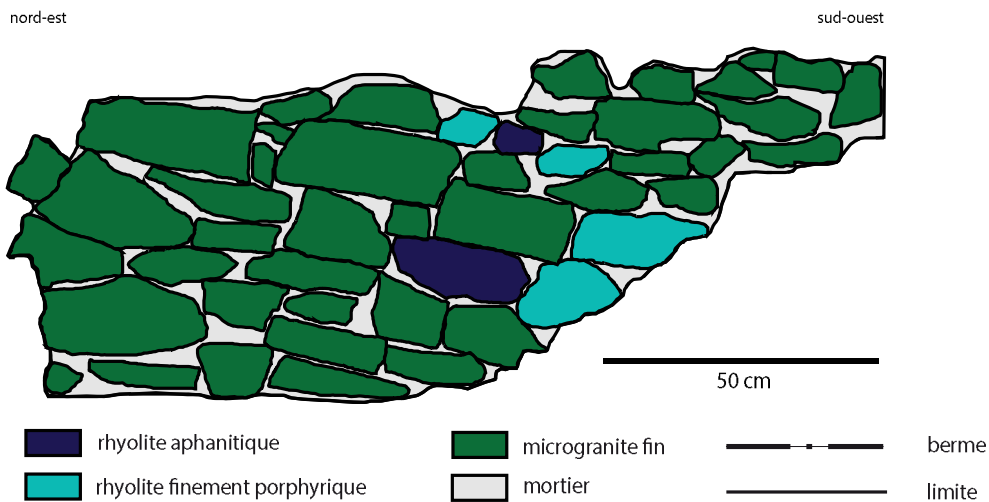 nord-est
sud-ouest
50 cm
rhyolite aphanitique
microgranite fin
berme
rhyolite finement porphyrique
mortier
limite